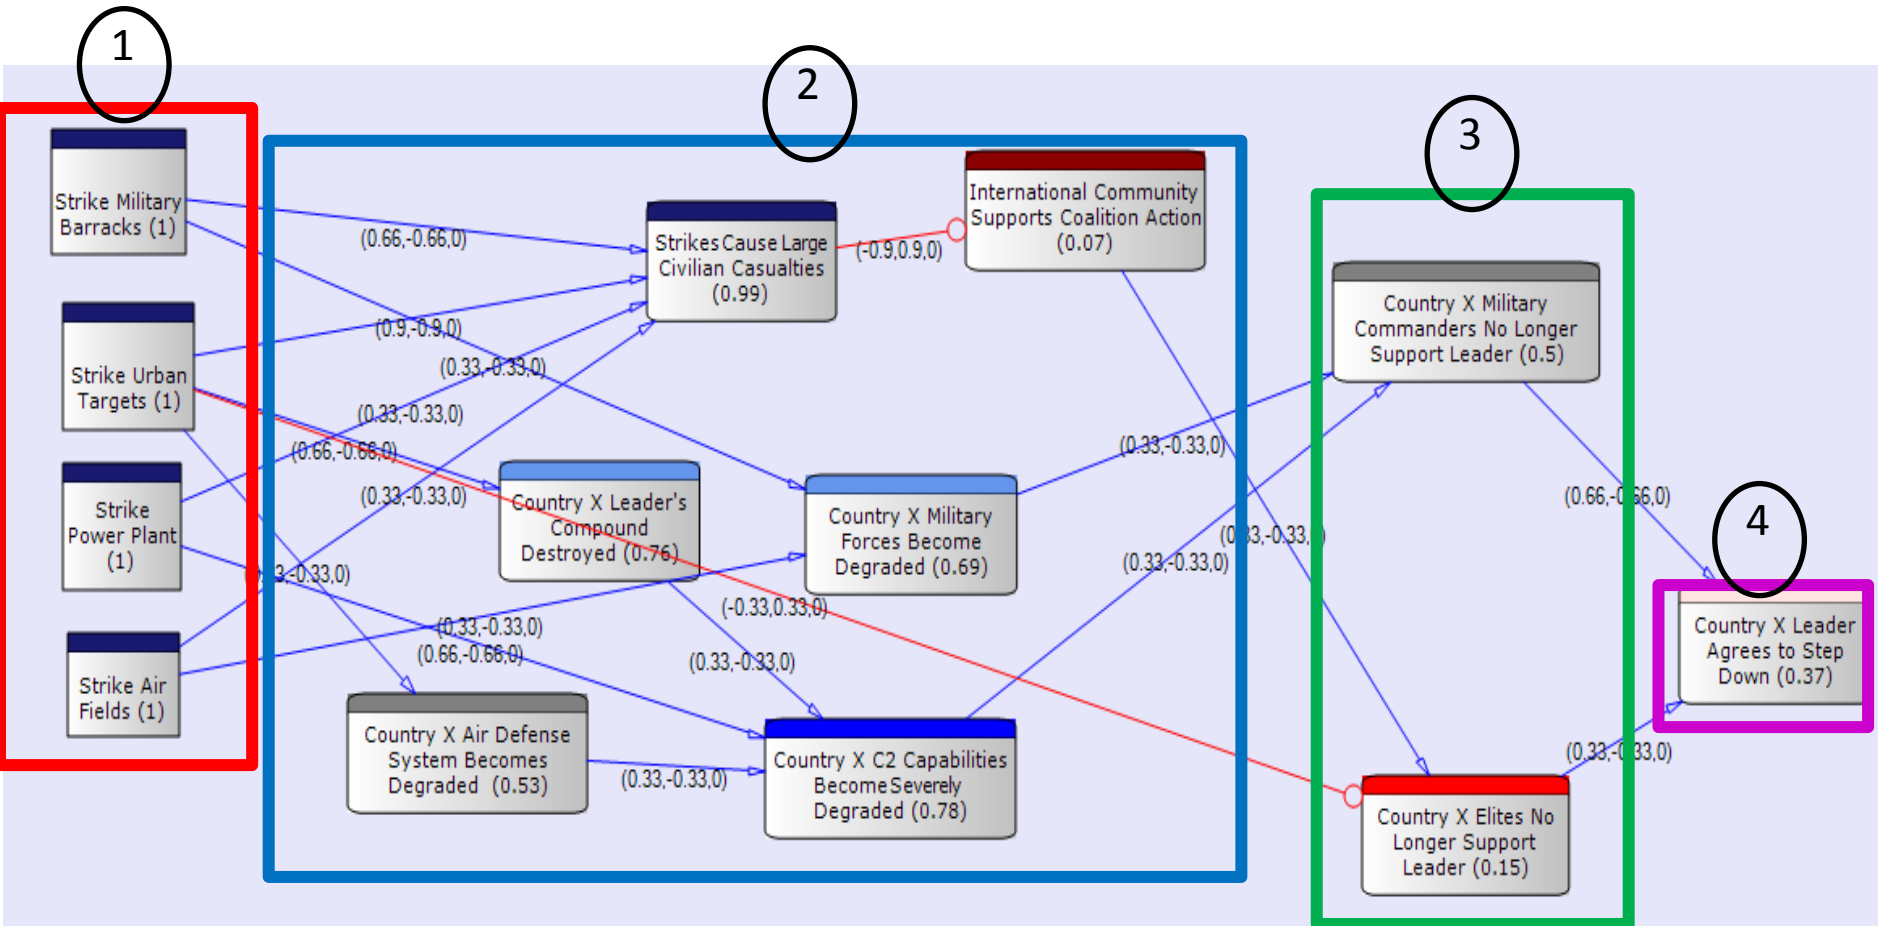 1
2
3
4
Strike Military
Barracks (1)
Strike Urban
Targets (1)
Strike
Power Plant
(1)
Strike Air
Fields (1)
(0.66,-0.66,0)
(0.9,-0.9,0)
(0.33,-0.33,0)
(0.33,-0.33,0)
(0.66,-0.66,0)
(0.33,-0.33,0)
(0.33,-0.33,0)
(0.66,-0.66,0)
Strikes Cause Large
Civilian Casualties
(0.99)
(-0.9,0.9,0)
International Community
Supports Coalition Action
(0.07)
Country X Leader's
Compound
Destroyed (0.76)
Country X Military
Forces Become
Degraded (0.69)
(-0.33,0.33,0)
(0.33,-0.33,0)
Country X Air Defense
System Becomes
Degraded (0.53)
(0.33,-0.33,0)
Country X C2 Capabilities
Become Severely
Degraded (0.78)
(0.33,-0.33,0)
(0.33,-0.33,0)
Country X Military
Commanders No Longer
Support Leader (0.5)
(0.66,-0.66,0)
Country X Elites No
Longer Support
Leader (0.15)
(0.33,-0.33,0)
Country X Leader
Agrees to Step
Down (0.37)